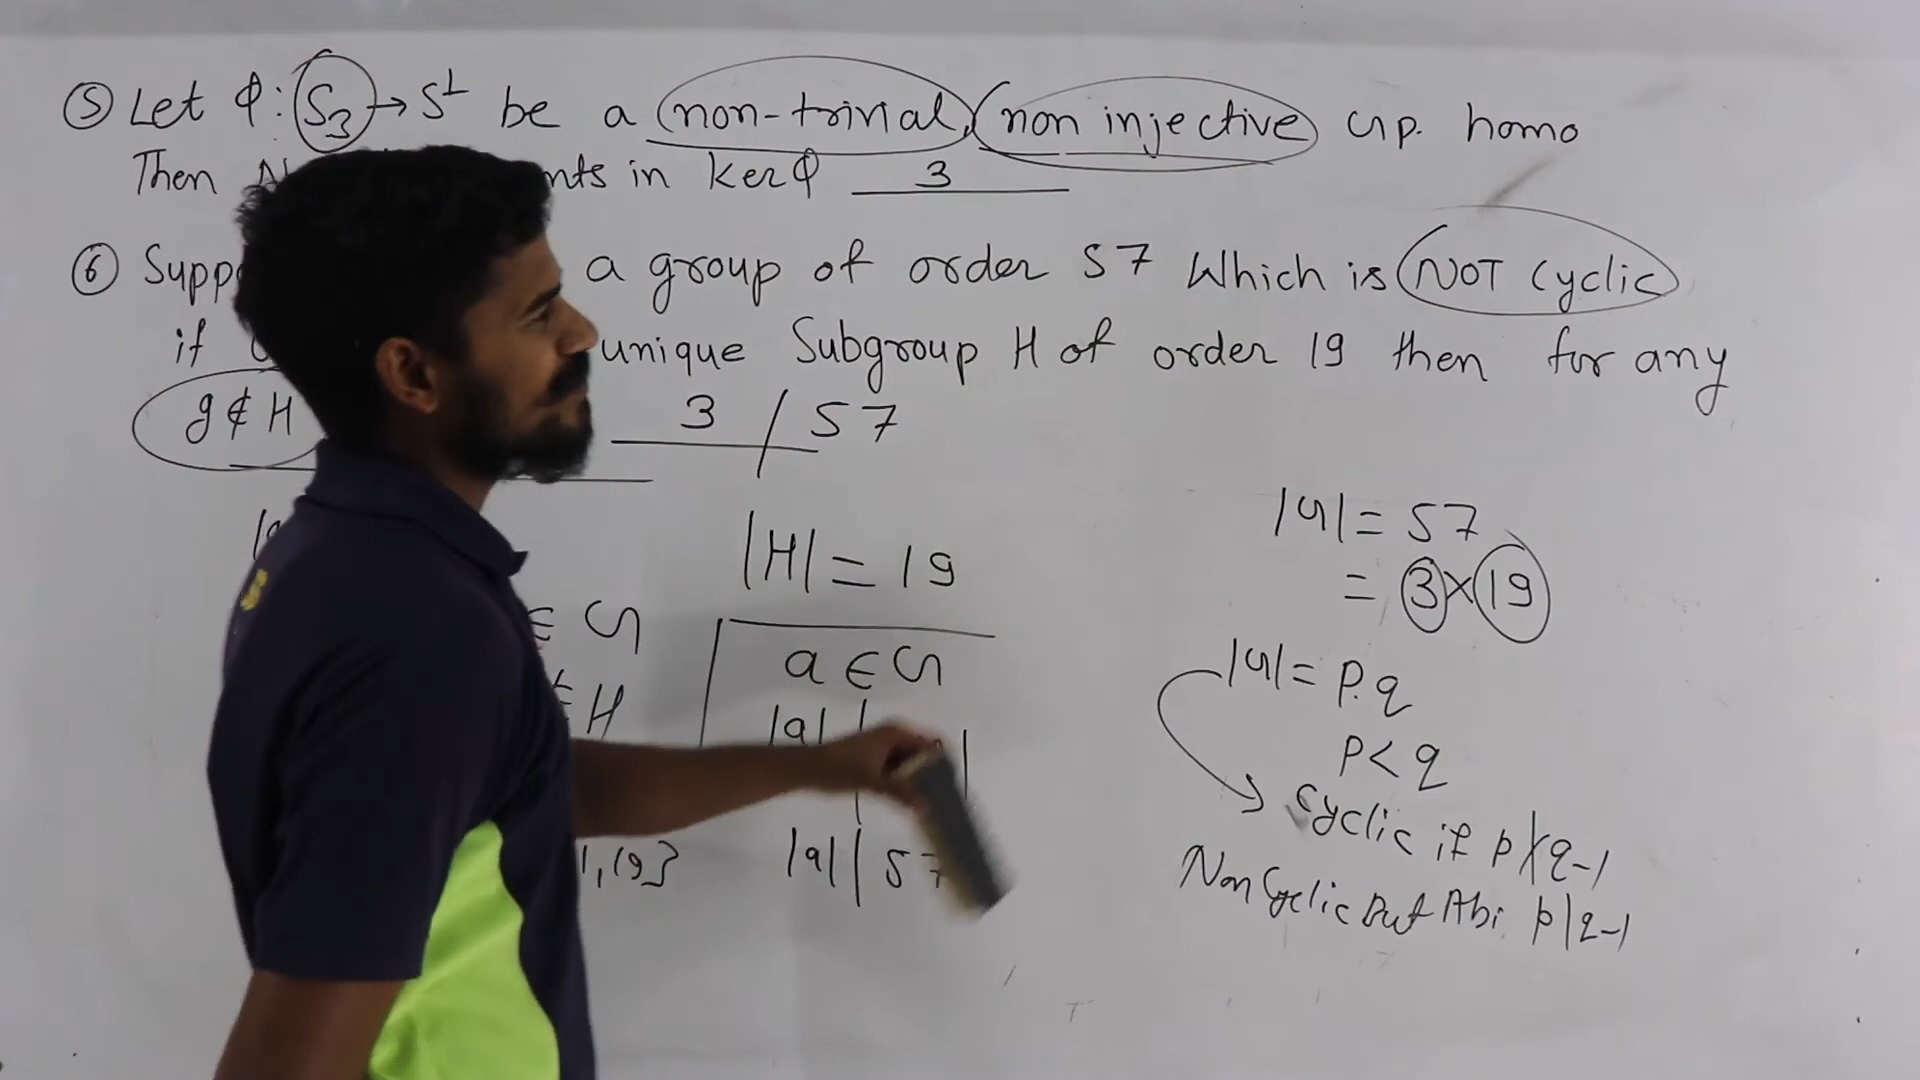 ⑤ Let φ: S₃ → S¹ be a non-trivial, non injective Gp. homo
Then nts in ker φ 3
⑥ Supp a group of order 57 Which is NOT Cyclic
if unique Subgroup H of order 19 then for any
g ∉ H 3 / 57
|H| = 19
|G| = 57
= 3 × 19
∈ G
a ∈ G
|G| = p.q
H
|a| |
p < q
Cyclic if p ∤ q-1
1, 19}
|a| | 57
Non Cyclic But Abi p | q-1